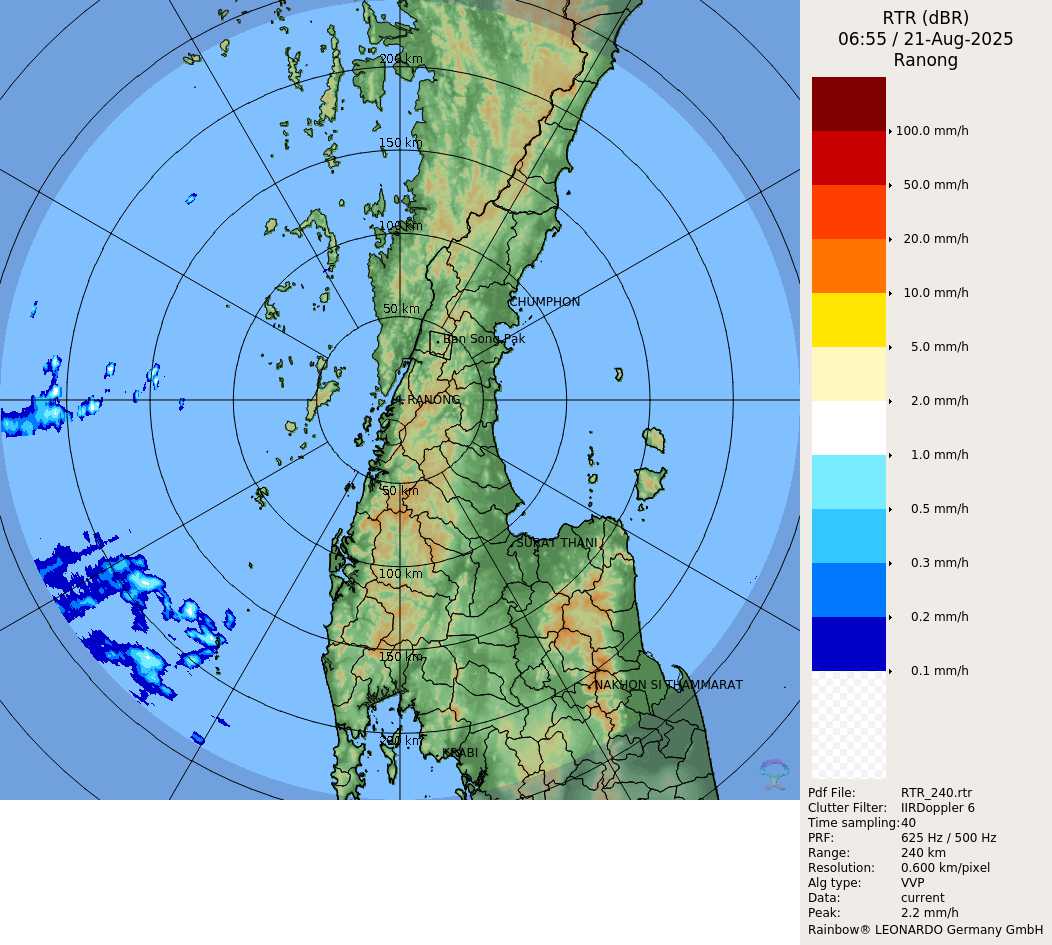 RTR (dBR)
06:55 / 21-Aug-2025
Ranong
200 km
150 km
100 km
50 km
CHUMPHON
Ban Song Pak
RANONG
50 km
SURAT THANI
100 km
150 km
NAKHON SI THAMMARAT
200 km
KRABI
100.0 mm/h
50.0 mm/h
20.0 mm/h
10.0 mm/h
5.0 mm/h
2.0 mm/h
1.0 mm/h
0.5 mm/h
0.3 mm/h
0.2 mm/h
0.1 mm/h
Pdf File: RTR_240.rtr
Clutter Filter: IIRDoppler 6
Time sampling:40
PRF: 625 Hz / 500 Hz
Range: 240 km
Resolution: 0.600 km/pixel
Alg type: VVP
Data: current
Peak: 2.2 mm/h
Rainbow® LEONARDO Germany GmbH